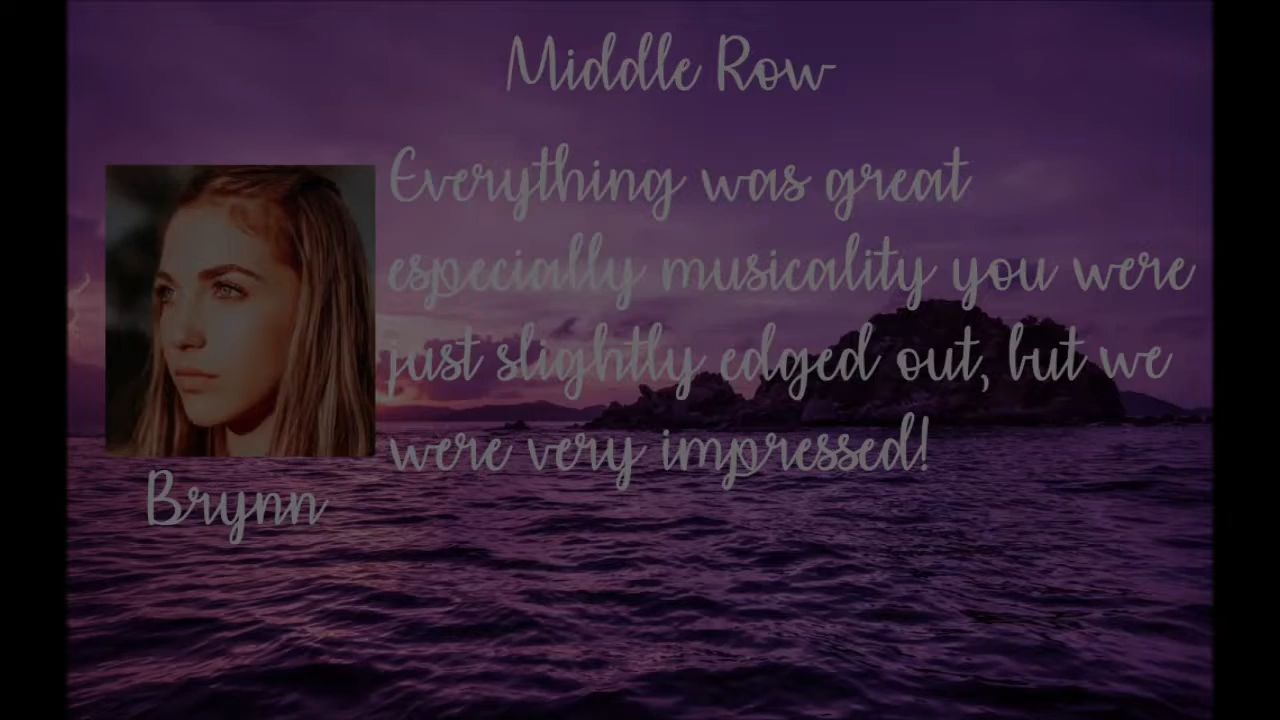 Middle Row
Everything was great
especially musicality you were
just slightly edged out, but we
were very impressed!
Brynn